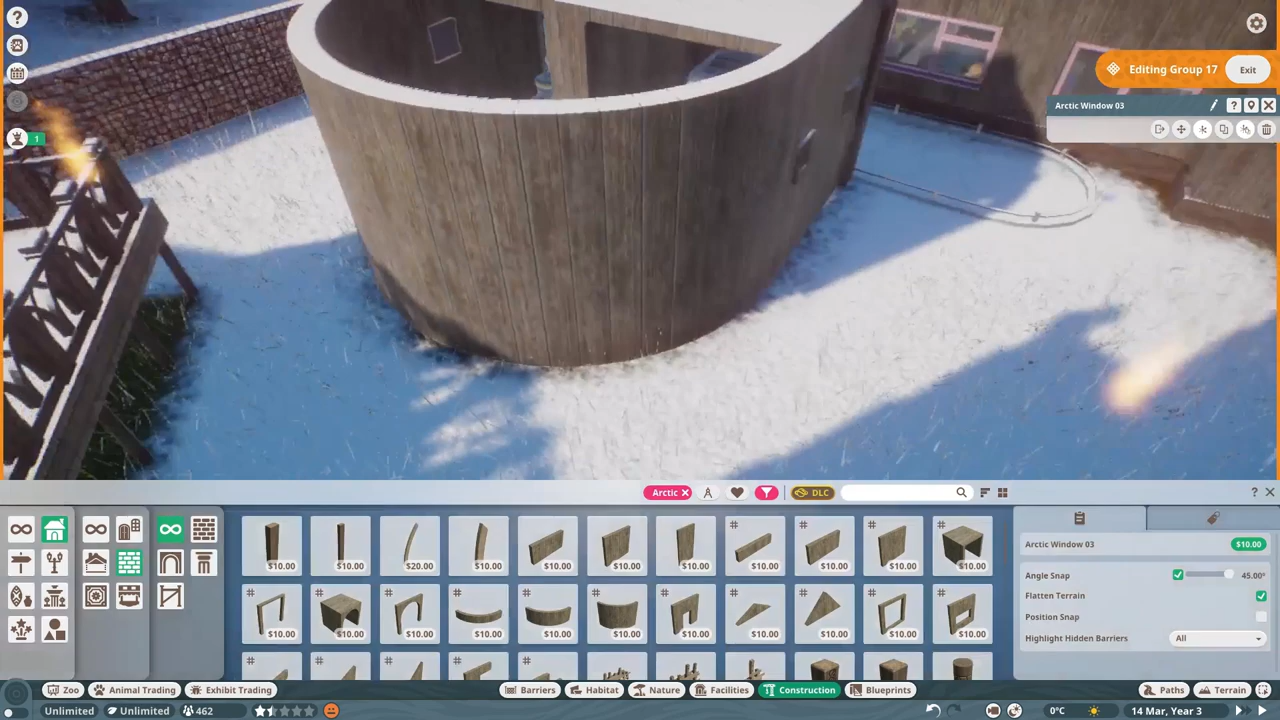 Editing Group 17
Exit
Arctic Window 03
?
1
Arctic
DLC
$10.00 $10.00 $20.00 $10.00 $10.00 $10.00 $10.00 $10.00 $10.00 $10.00 $10.00
$10.00 $10.00 $10.00 $10.00 $10.00 $10.00 $10.00 $10.00 $10.00 $10.00 $10.00
Arctic Window 03 $10.00
Angle Snap 45.00°
Flatten Terrain
Position Snap
Highlight Hidden Barriers All
Zoo Animal Trading Exhibit Trading Barriers Habitat Nature Facilities Construction Blueprints Paths Terrain
Unlimited Unlimited 462 0°C 14 Mar, Year 3